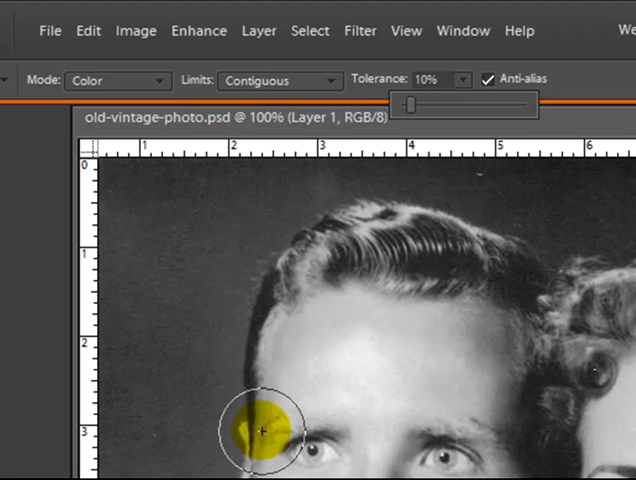 File Edit Image Enhance Layer Select Filter View Window Help We
Mode: Color Limits: Contiguous Tolerance: 10% Anti-alias
old-vintage-photo.psd @ 100% (Layer 1, RGB/8)
1 2 3 4 5 6
0
1
2
3